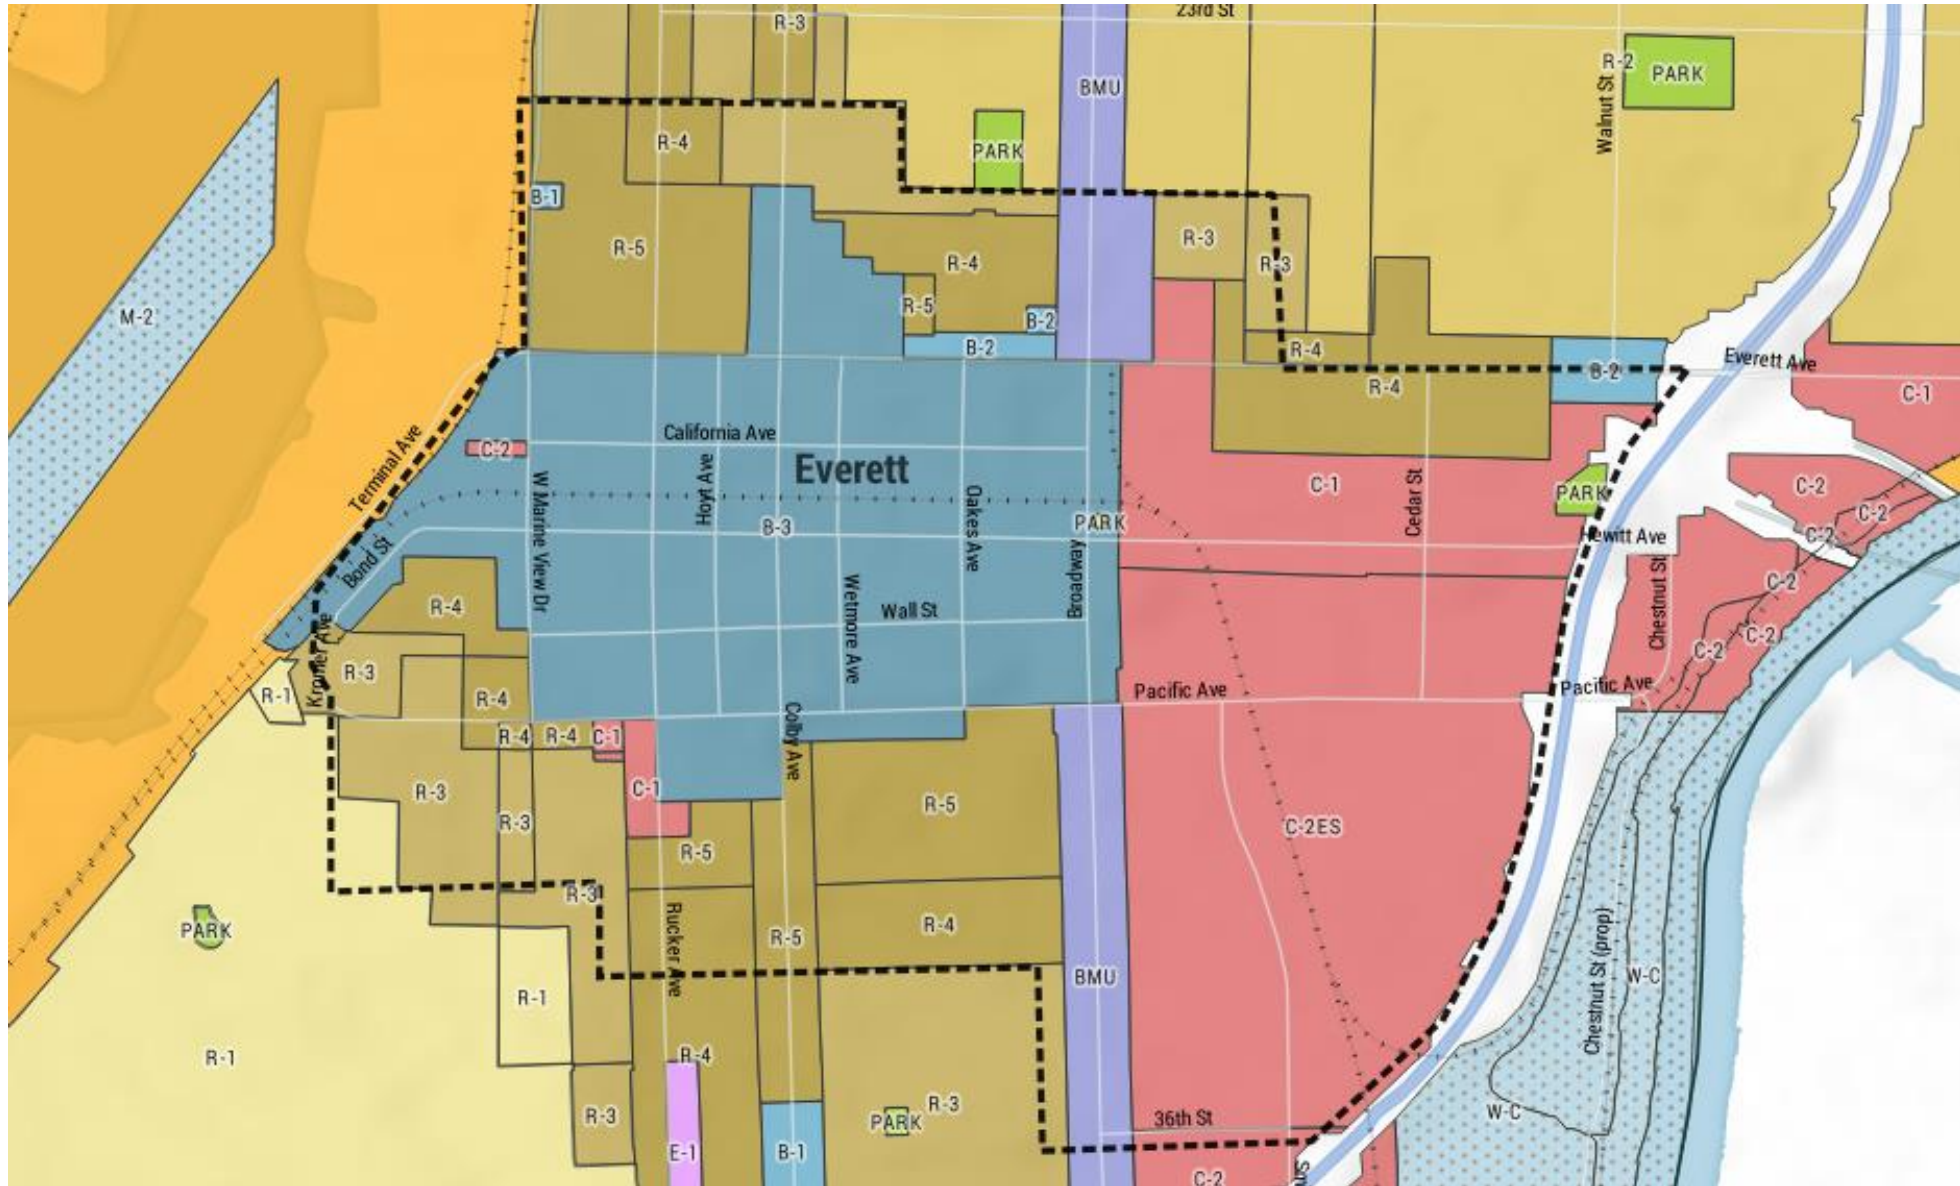 23rd St
R-3
R-2
PARK
BMU
Walnut St
R-4
PARK
B-1
R-5
R-3
R-4
R-3
M-2
R-5
B-2
B-2
R-4
Everett Ave
B-2
R-4
C-1
California Ave
C-2
Terminal Ave
Everett
Hoyt Ave
W Marine View Dr
Oakes Ave
C-1
Cedar St
PARK
C-2
C-2
B-3
PARK
Hewitt Ave
C-2
Bond St
Broadway
Chestnut St
C-2
R-4
Wetmore Ave
Wall St
C-2
C-2
Kromer Ave
R-3
R-1
R-4
Pacific Ave
Pacific Ave
R-4
R-4
C-1
Colby Ave
C-1
R-3
R-3
R-5
C-2ES
R-5
R-3
PARK
Rucker Ave
R-5
R-4
BMU
Chestnut St (prop)
W-C
R-1
R-1
R-4
R-3
PARK
R-3
36th St
W-C
E-1
B-1
C-2